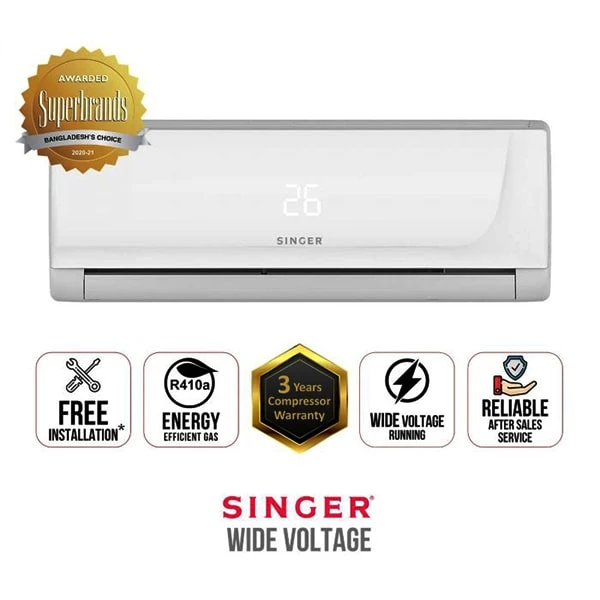 AWARDED
Superbrands
BANGLADESH'S CHOICE
2020-21
26
SINGER
FREE
INSTALLATION*
R410a
ENERGY
EFFICIENT GAS
3 Years
Compressor
Warranty
WIDE VOLTAGE
RUNNING
RELIABLE
AFTER SALES
SERVICE
SINGER®
WIDE VOLTAGE